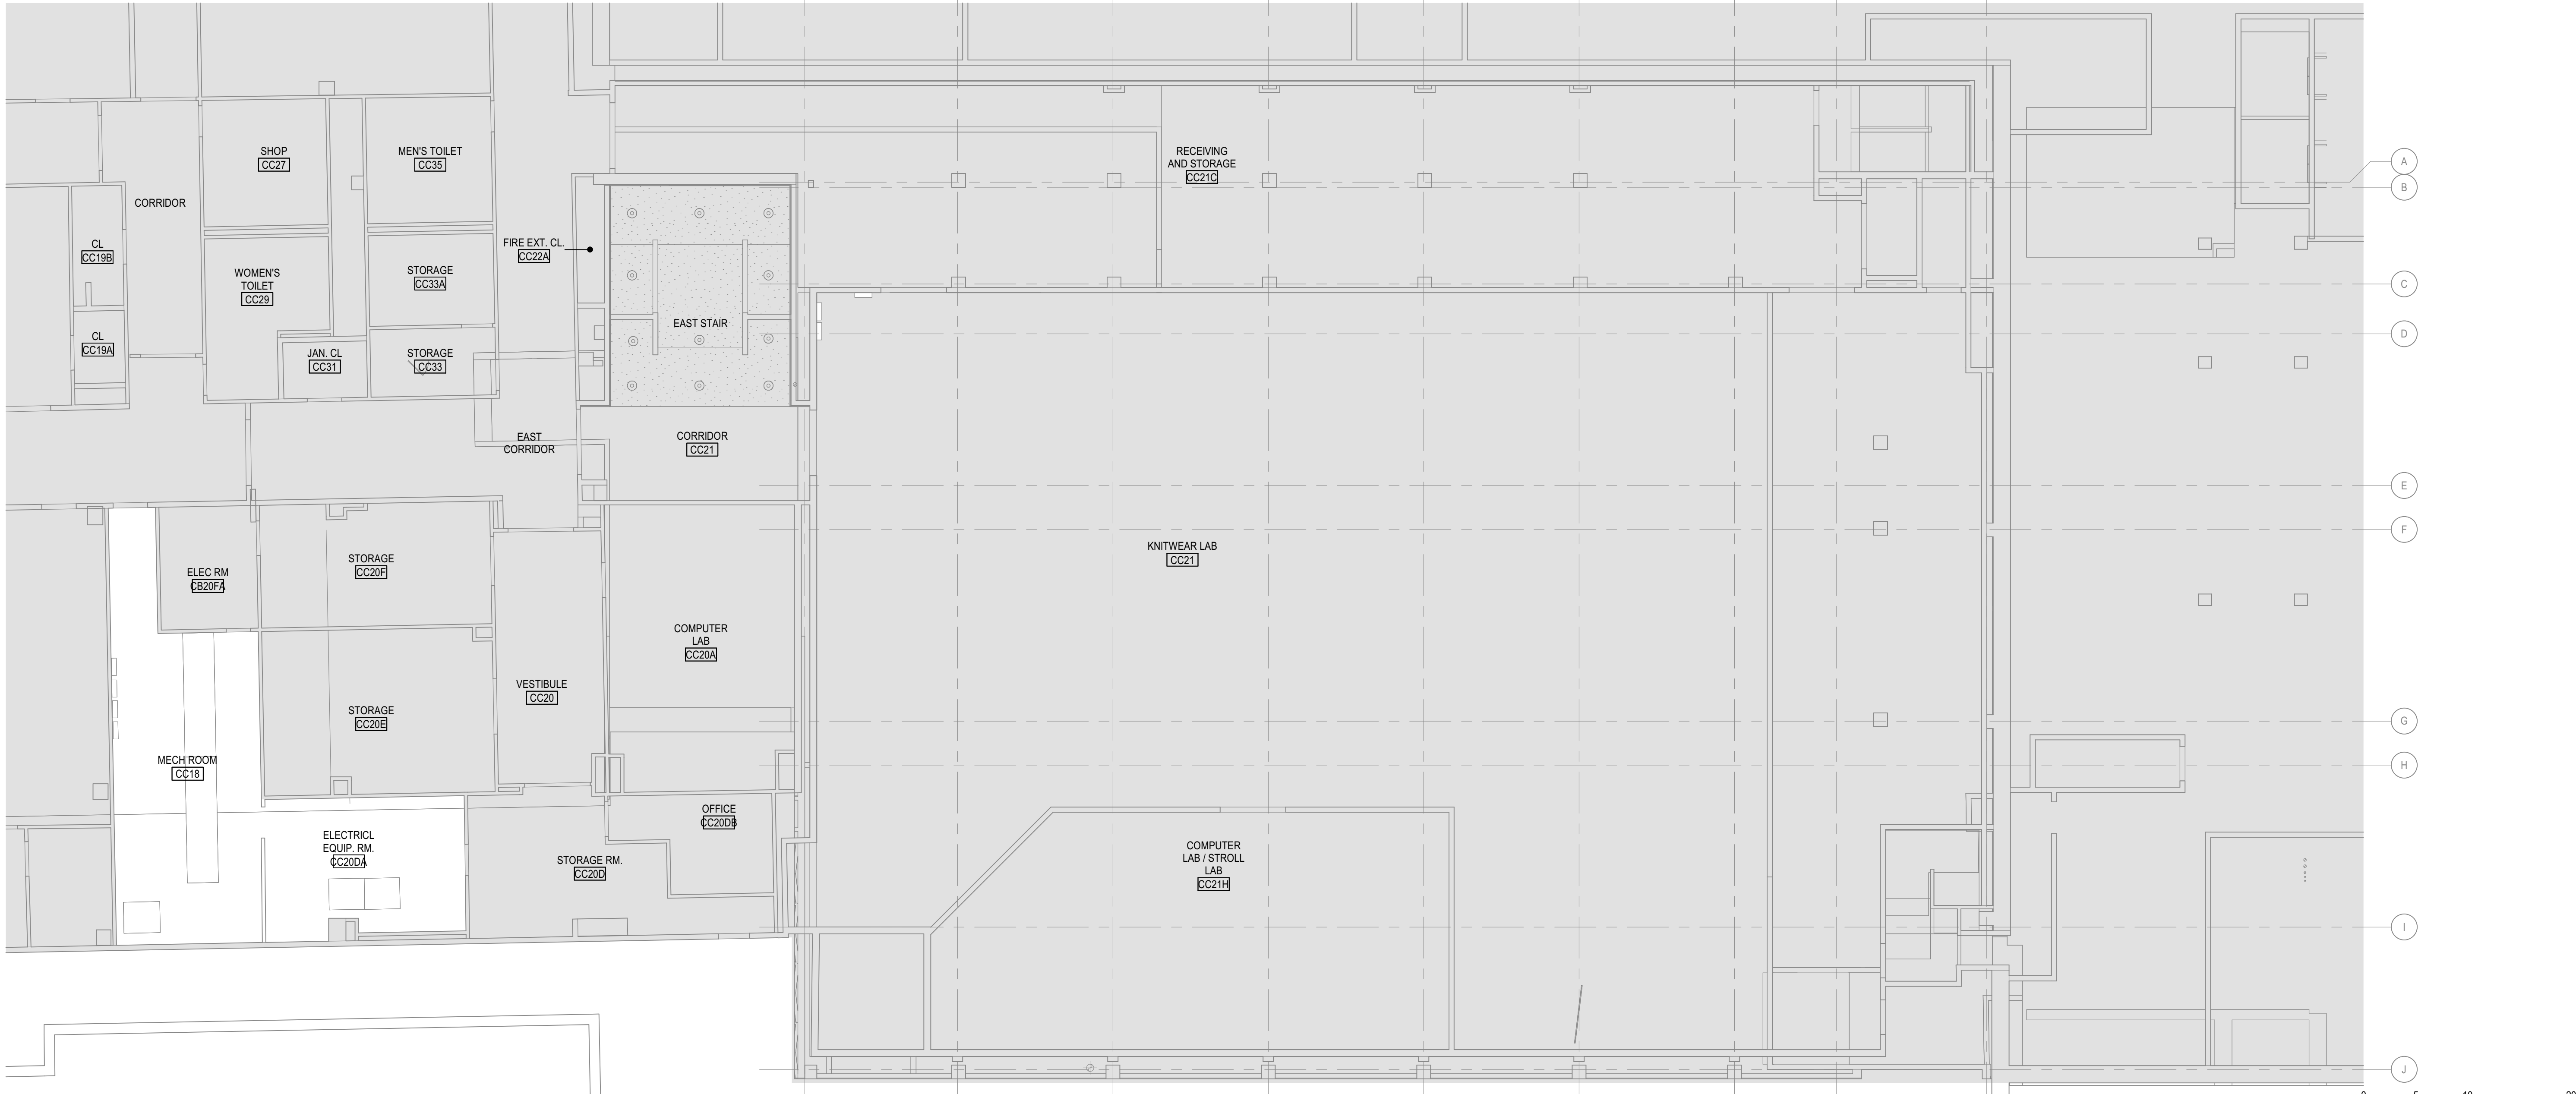 SHOP
CC27
MEN'S TOILET
CC35
RECEIVING
AND STORAGE
CC21C
A
B
CORRIDOR
CL
CC19B
FIRE EXT. CL.
CC22A
WOMEN'S
TOILET
CC29
STORAGE
CC33A
C
EAST STAIR
D
CL
CC19A
JAN. CL
CC31
STORAGE
CC33
EAST
CORRIDOR
CORRIDOR
CC21
E
F
KNITWEAR LAB
CC21
ELEC RM
CB20FA
STORAGE
CC20F
COMPUTER
LAB
CC20A
VESTIBULE
CC20
STORAGE
CC20E
G
MECH ROOM
CC18
H
OFFICE
CC20DB
ELECTRICL
EQUIP. RM.
CC20DA
STORAGE RM.
CC20D
COMPUTER
LAB / STROLL
LAB
CC21H
I
J